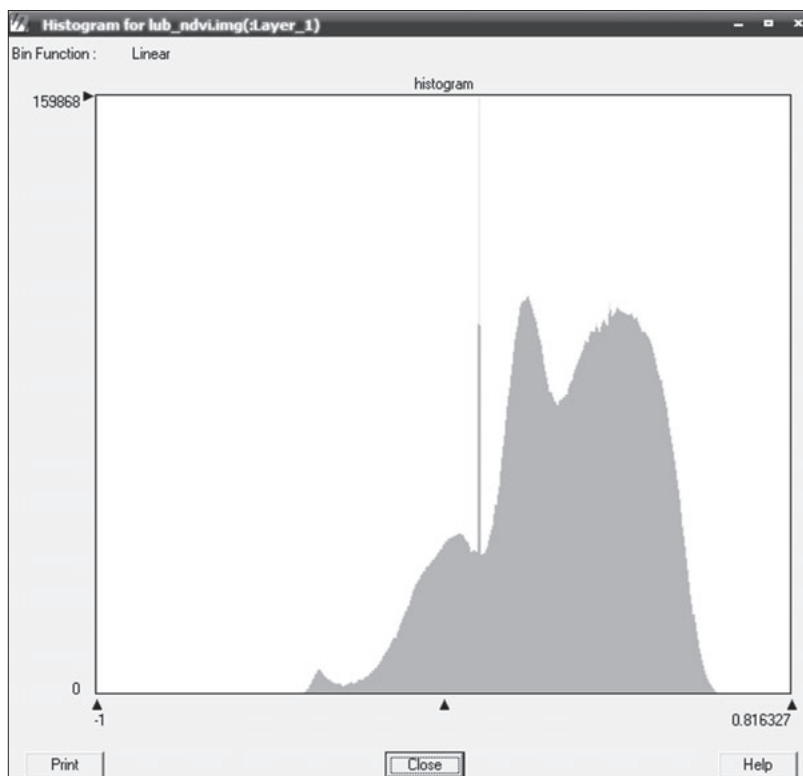 Histogram for lub_ndvi.img(:Layer_1)
Bin Function : Linear
histogram
159868
0
-1 0.816327
Print Close Help